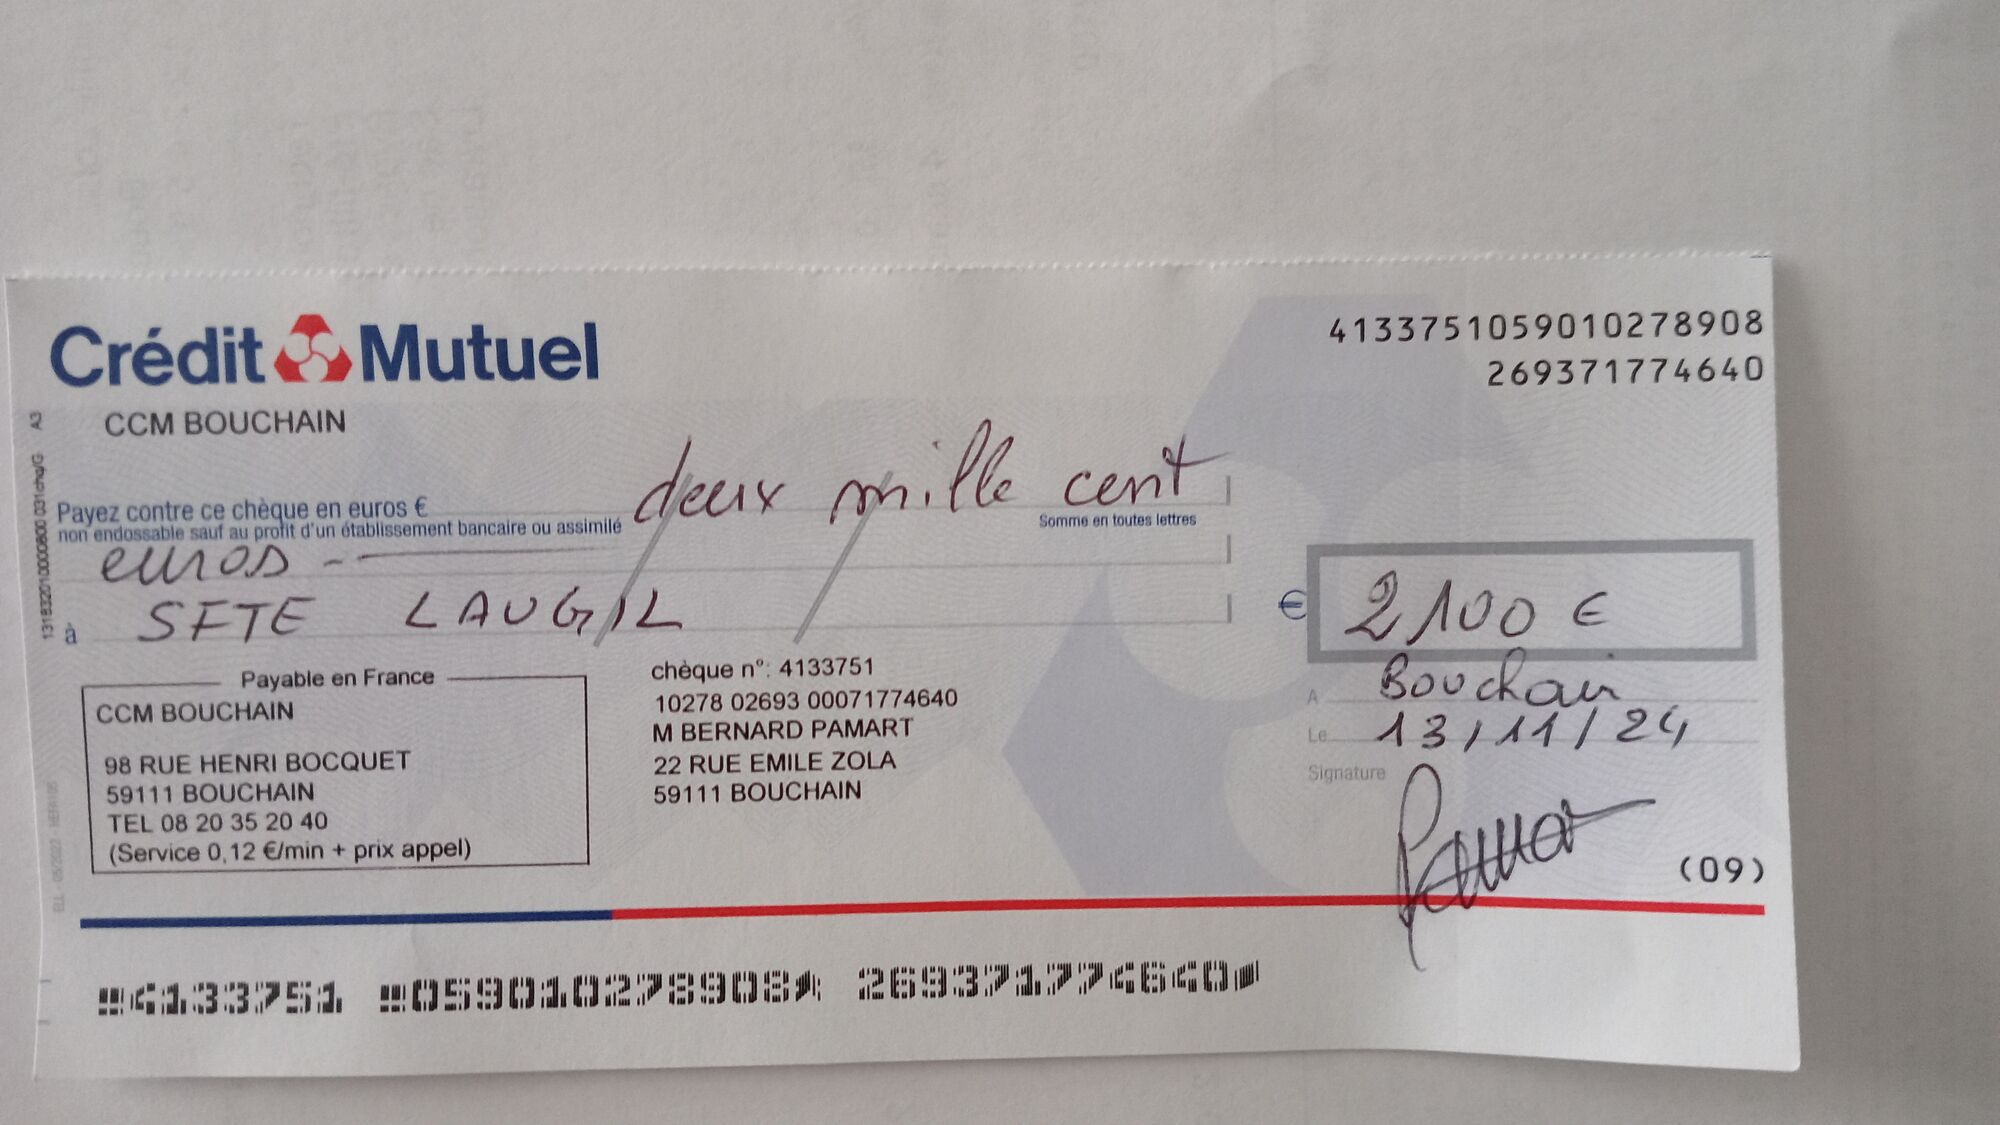 4133751059010278908
269371774640
Crédit Mutuel
CCM BOUCHAIN
Payez contre ce chèque en euros €
non endossable sauf au profit d'un établissement bancaire ou assimilé
deux mille cent
Somme en toutes lettres
euros
à SFTE LAUGIL
€ 2100 €
Payable en France
CCM BOUCHAIN
98 RUE HENRI BOCQUET
59111 BOUCHAIN
TEL 08 20 35 20 40
(Service 0,12 €/min + prix appel)
chèque n°: 4133751
10278 02693 00071774640
M BERNARD PAMART
22 RUE EMILE ZOLA
59111 BOUCHAIN
A Bouchain
Le 13/11/24
Signature
(09)
4133751 059010278908 269371774640